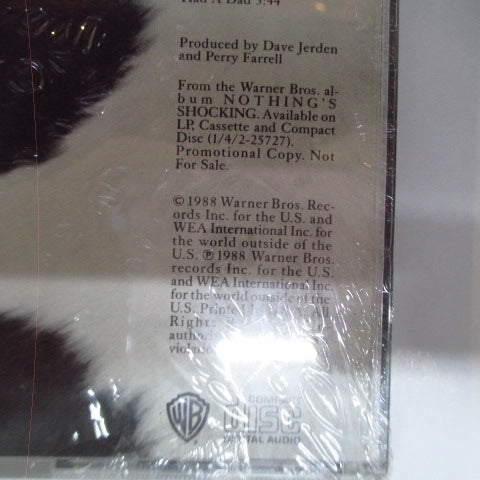 Had A Dad 3:44
Produced by Dave Jerden
and Perry Farrell
From the Warner Bros. al-
bum NOTHING'S
SHOCKING. Available on
LP, Cassette and Compact
Disc (1/4/2-25727).
Promotional Copy. Not
For Sale.
©1988 Warner Bros. Rec-
ords Inc. for the U.S. and
WEA International Inc. for
the world outside of the
U.S. ℗1988 Warner Bros.
records Inc. for the U.S.
and WEA International Inc.
for the world outside of the
U.S. Printed All
Rights
WB
COMPACT
DISC
DIGITAL AUDIO